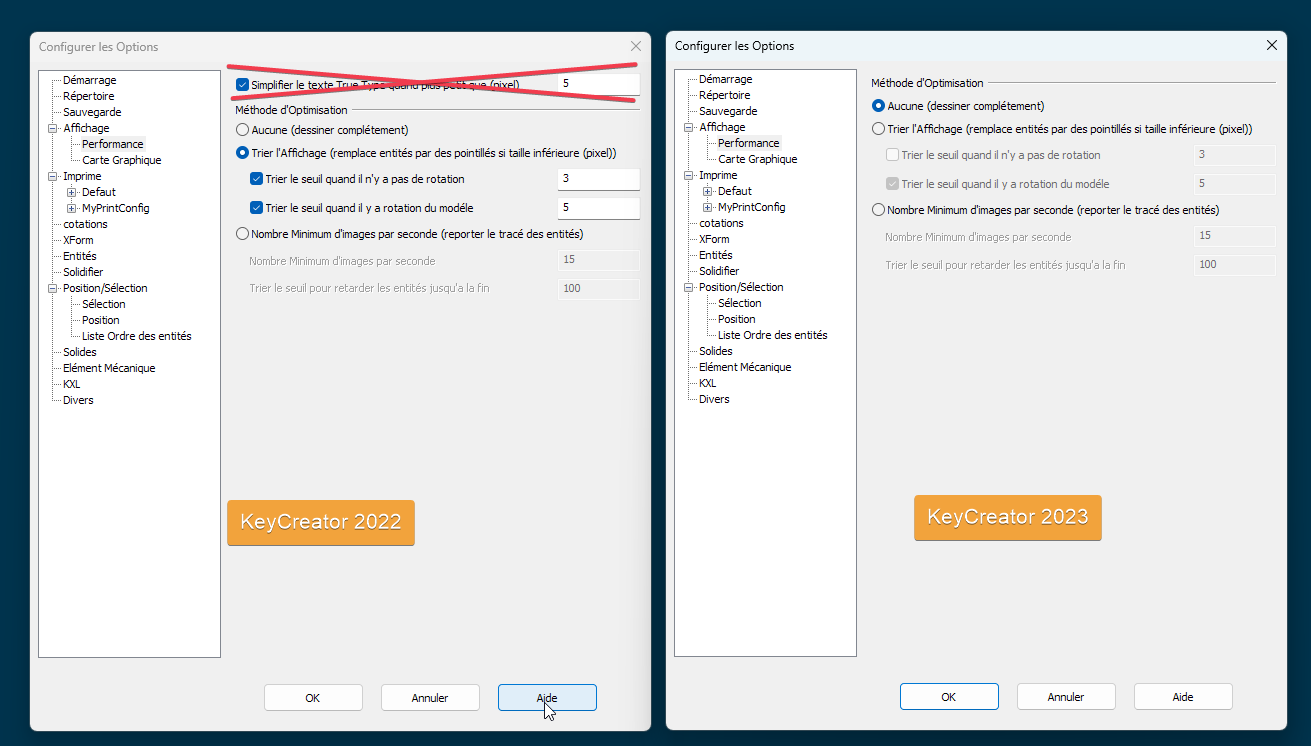 Configurer les Options
Démarrage
Répertoire
Sauvegarde
Affichage
Performance
Carte Graphique
Imprime
Defaut
MyPrintConfig
cotations
XForm
Entités
Solidifier
Position/Sélection
Sélection
Position
Liste Ordre des entités
Solides
Elément Mécanique
KXL
Divers
Simplifier le texte True Type quand plus petit que (pixel) 5
Méthode d'Optimisation
Aucune (dessiner complétement)
Trier l'Affichage (remplace entités par des pointillés si taille inférieure (pixel))
Trier le seuil quand il n'y a pas de rotation 3
Trier le seuil quand il y a rotation du modéle 5
Nombre Minimum d'images par seconde (reporter le tracé des entités)
Nombre Minimum d'images par seconde 15
Trier le seuil pour retarder les entités jusqu'a la fin 100
KeyCreator 2022
OK Annuler Aide
Configurer les Options
Démarrage
Répertoire
Sauvegarde
Affichage
Performance
Carte Graphique
Imprime
Defaut
MyPrintConfig
cotations
XForm
Entités
Solidifier
Position/Sélection
Sélection
Position
Liste Ordre des entités
Solides
Elément Mécanique
KXL
Divers
Méthode d'Optimisation
Aucune (dessiner complétement)
Trier l'Affichage (remplace entités par des pointillés si taille inférieure (pixel))
Trier le seuil quand il n'y a pas de rotation 3
Trier le seuil quand il y a rotation du modéle 5
Nombre Minimum d'images par seconde (reporter le tracé des entités)
Nombre Minimum d'images par seconde 15
Trier le seuil pour retarder les entités jusqu'a la fin 100
KeyCreator 2023
OK Annuler Aide